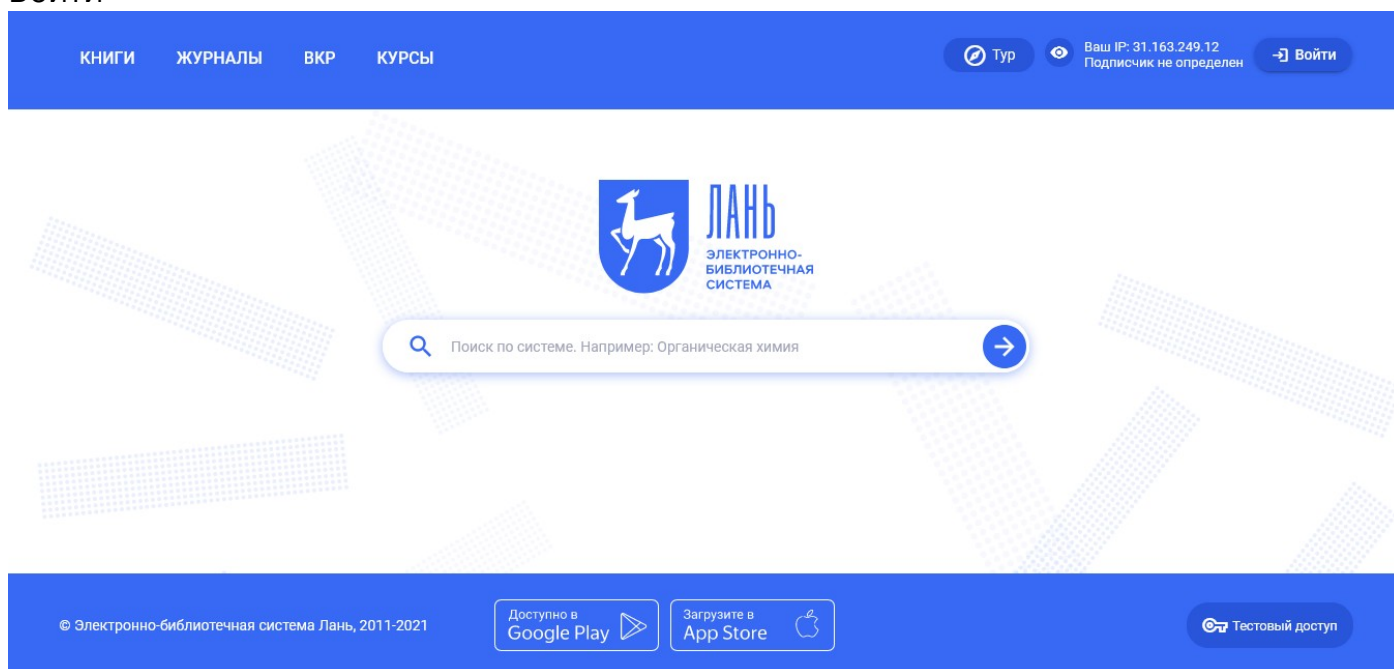 Войти
КНИГИ ЖУРНАЛЫ ВКР КУРСЫ
Тур
Ваш IP: 31.163.249.12
Подписчик не определен
Войти
ЛАНЬ
ЭЛЕКТРОННО-
БИБЛИОТЕЧНАЯ
СИСТЕМА
Поиск по системе. Например: Органическая химия
© Электронно-библиотечная система Лань, 2011-2021
Доступно в
Google Play
Загрузите в
App Store
Тестовый доступ